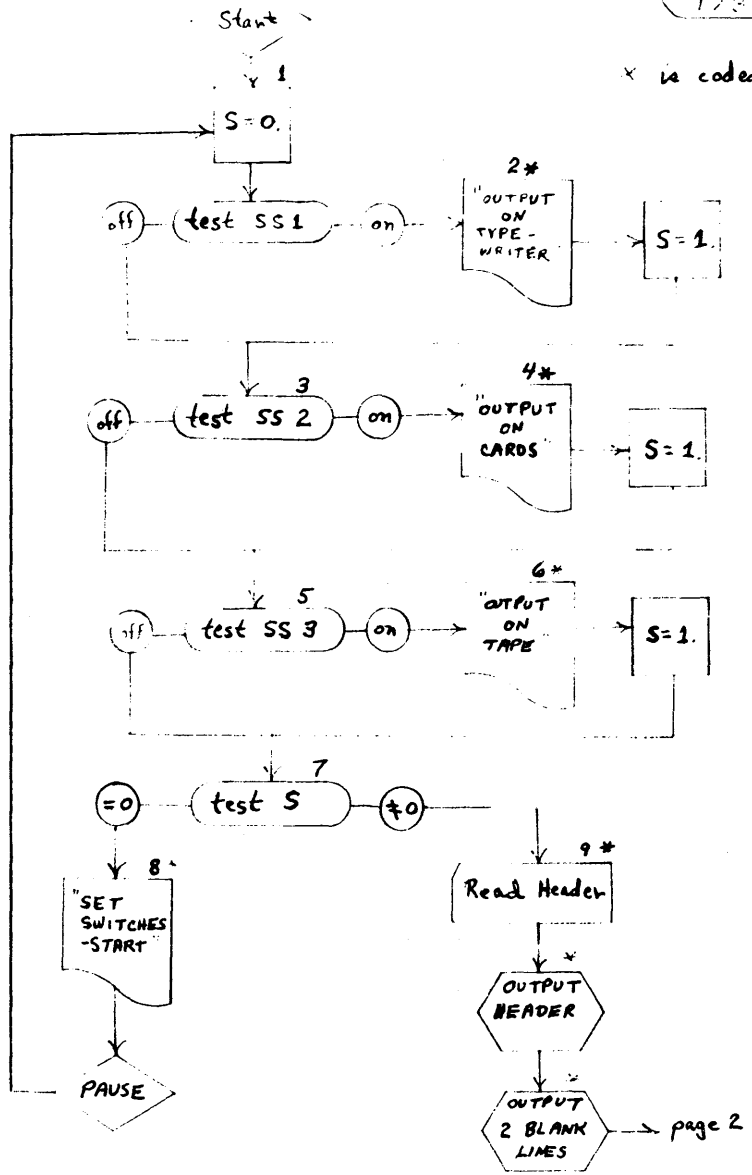 Start
* is coded
1
S=0.
off
test SS1
on
2*
"OUTPUT
ON
TYPE-
WRITER
S=1.
off
3
test SS 2
on
4*
"OUTPUT
ON
CARDS"
S=1.
off
5
test SS 3
on
6*
"OUTPUT
ON
TAPE"
S=1.
=0
7
test S
≠0
8
"SET
SWITCHES
-START"
PAUSE
9*
Read Header
*
OUTPUT
HEADER
*
OUTPUT
2 BLANK
LINES
page 2